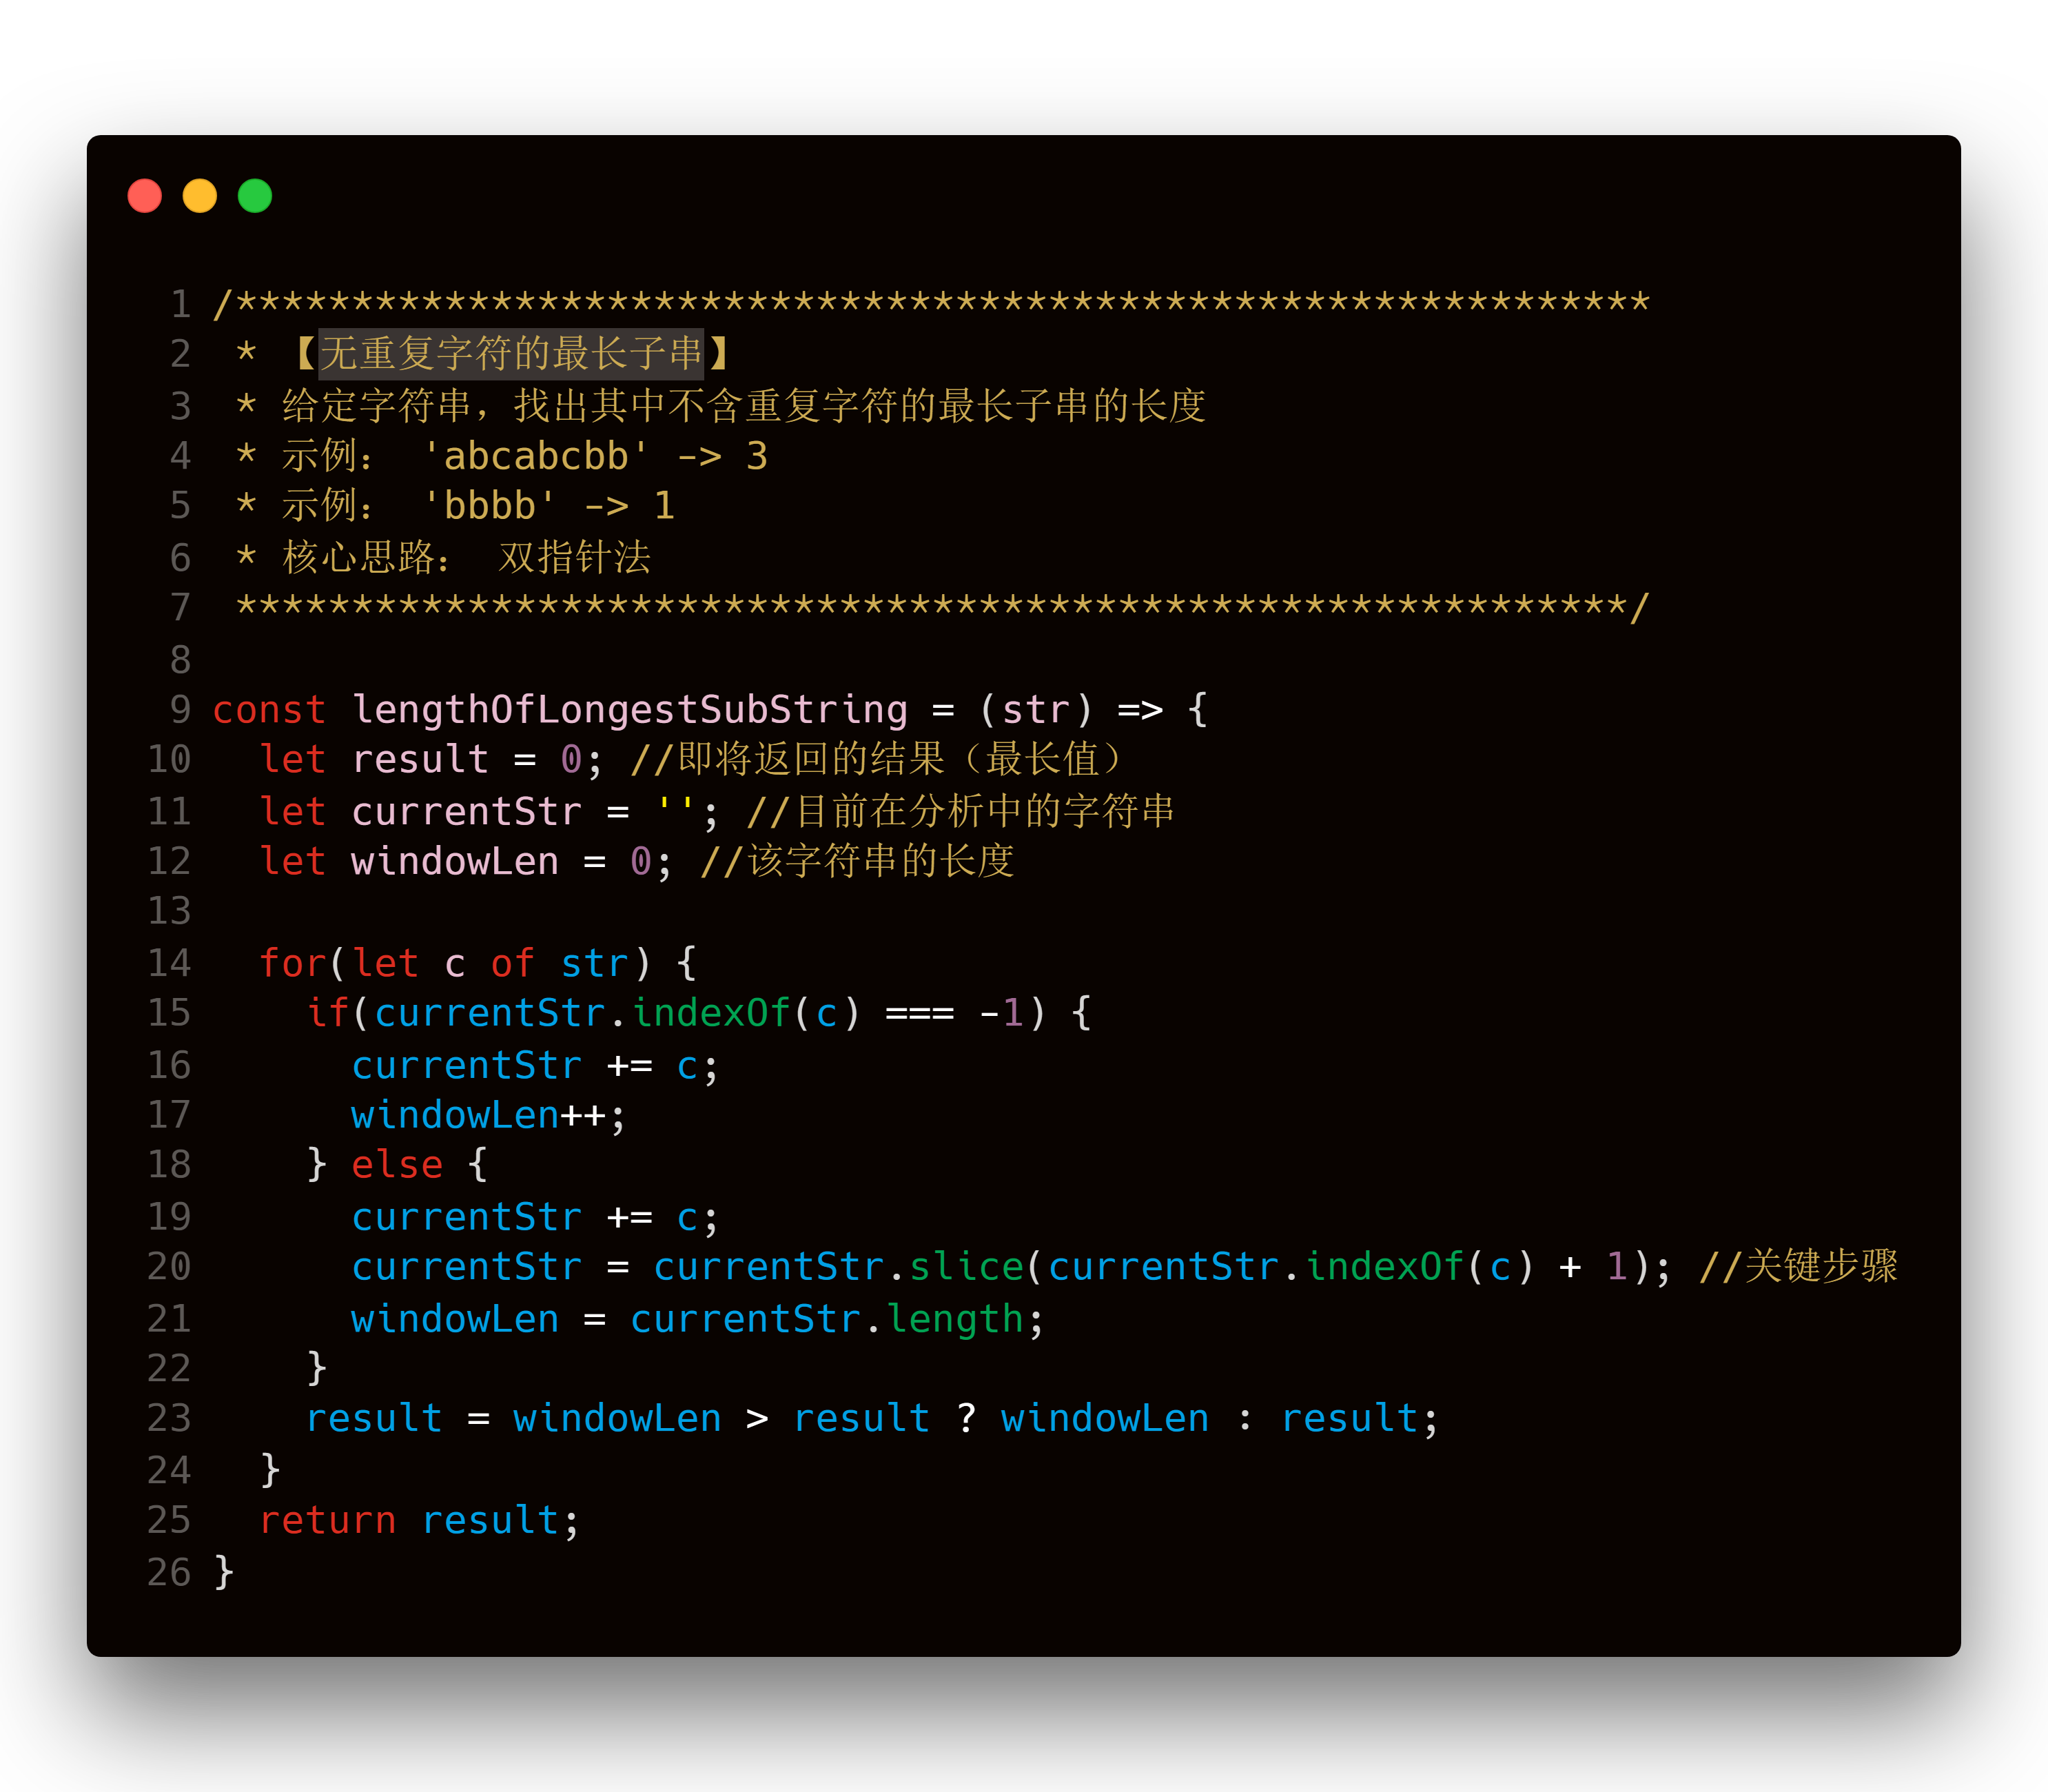 1 /*************************************************************
2  * 【无重复字符的最长子串】
3  * 给定字符串，找出其中不含重复字符的最长子串的长度
4  * 示例： 'abcabcbb' -> 3
5  * 示例： 'bbbb' -> 1
6  * 核心思路： 双指针法
7  ************************************************************/
8
9 const lengthOfLongestSubString = (str) => {
10   let result = 0; //即将返回的结果（最长值）
11   let currentStr = ''; //目前在分析中的字符串
12   let windowLen = 0; //该字符串的长度
13
14   for(let c of str) {
15     if(currentStr.indexOf(c) === -1) {
16       currentStr += c;
17       windowLen++;
18     } else {
19       currentStr += c;
20       currentStr = currentStr.slice(currentStr.indexOf(c) + 1); //关键步骤
21       windowLen = currentStr.length;
22     }
23     result = windowLen > result ? windowLen : result;
24   }
25   return result;
26 }